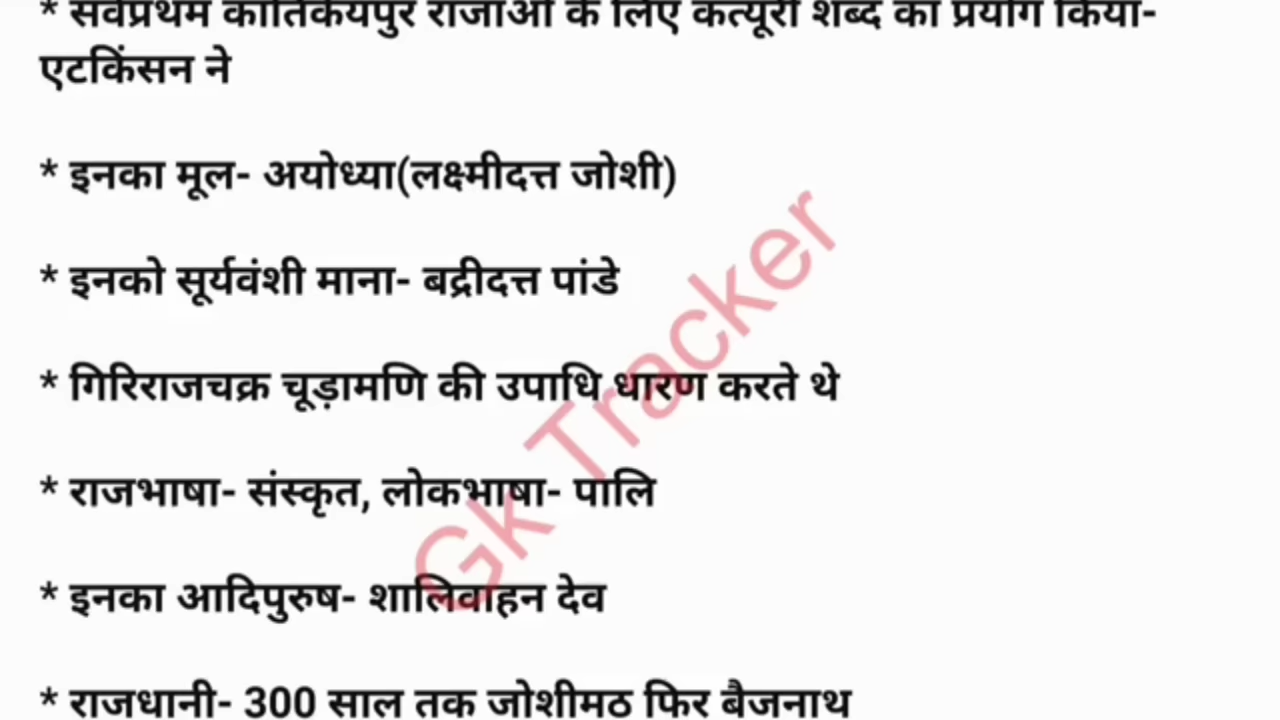 * सर्वप्रथम कार्तिकेयपुर राजाओं के लिए कत्यूरी शब्द का प्रयोग किया-
एटकिंसन ने
* इनका मूल- अयोध्या(लक्ष्मीदत्त जोशी)
* इनको सूर्यवंशी माना- बद्रीदत्त पांडे
* गिरिराजचक्र चूड़ामणि की उपाधि धारण करते थे
* राजभाषा- संस्कृत, लोकभाषा- पालि
* इनका आदिपुरुष- शालिवाहन देव
* राजधानी- 300 साल तक जोशीमठ फिर बैजनाथ
Gk Tracker